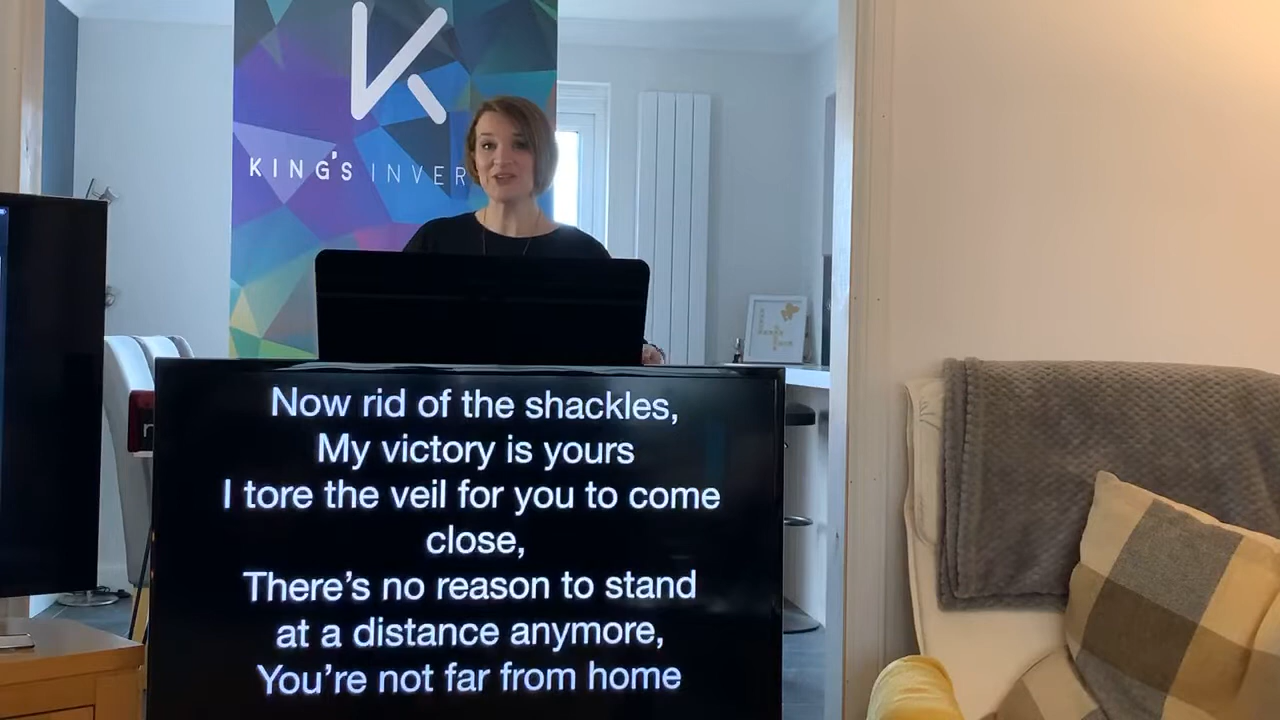 K
KING'S INVER
Now rid of the shackles,
My victory is yours
I tore the veil for you to come
close,
There's no reason to stand
at a distance anymore,
You're not far from home